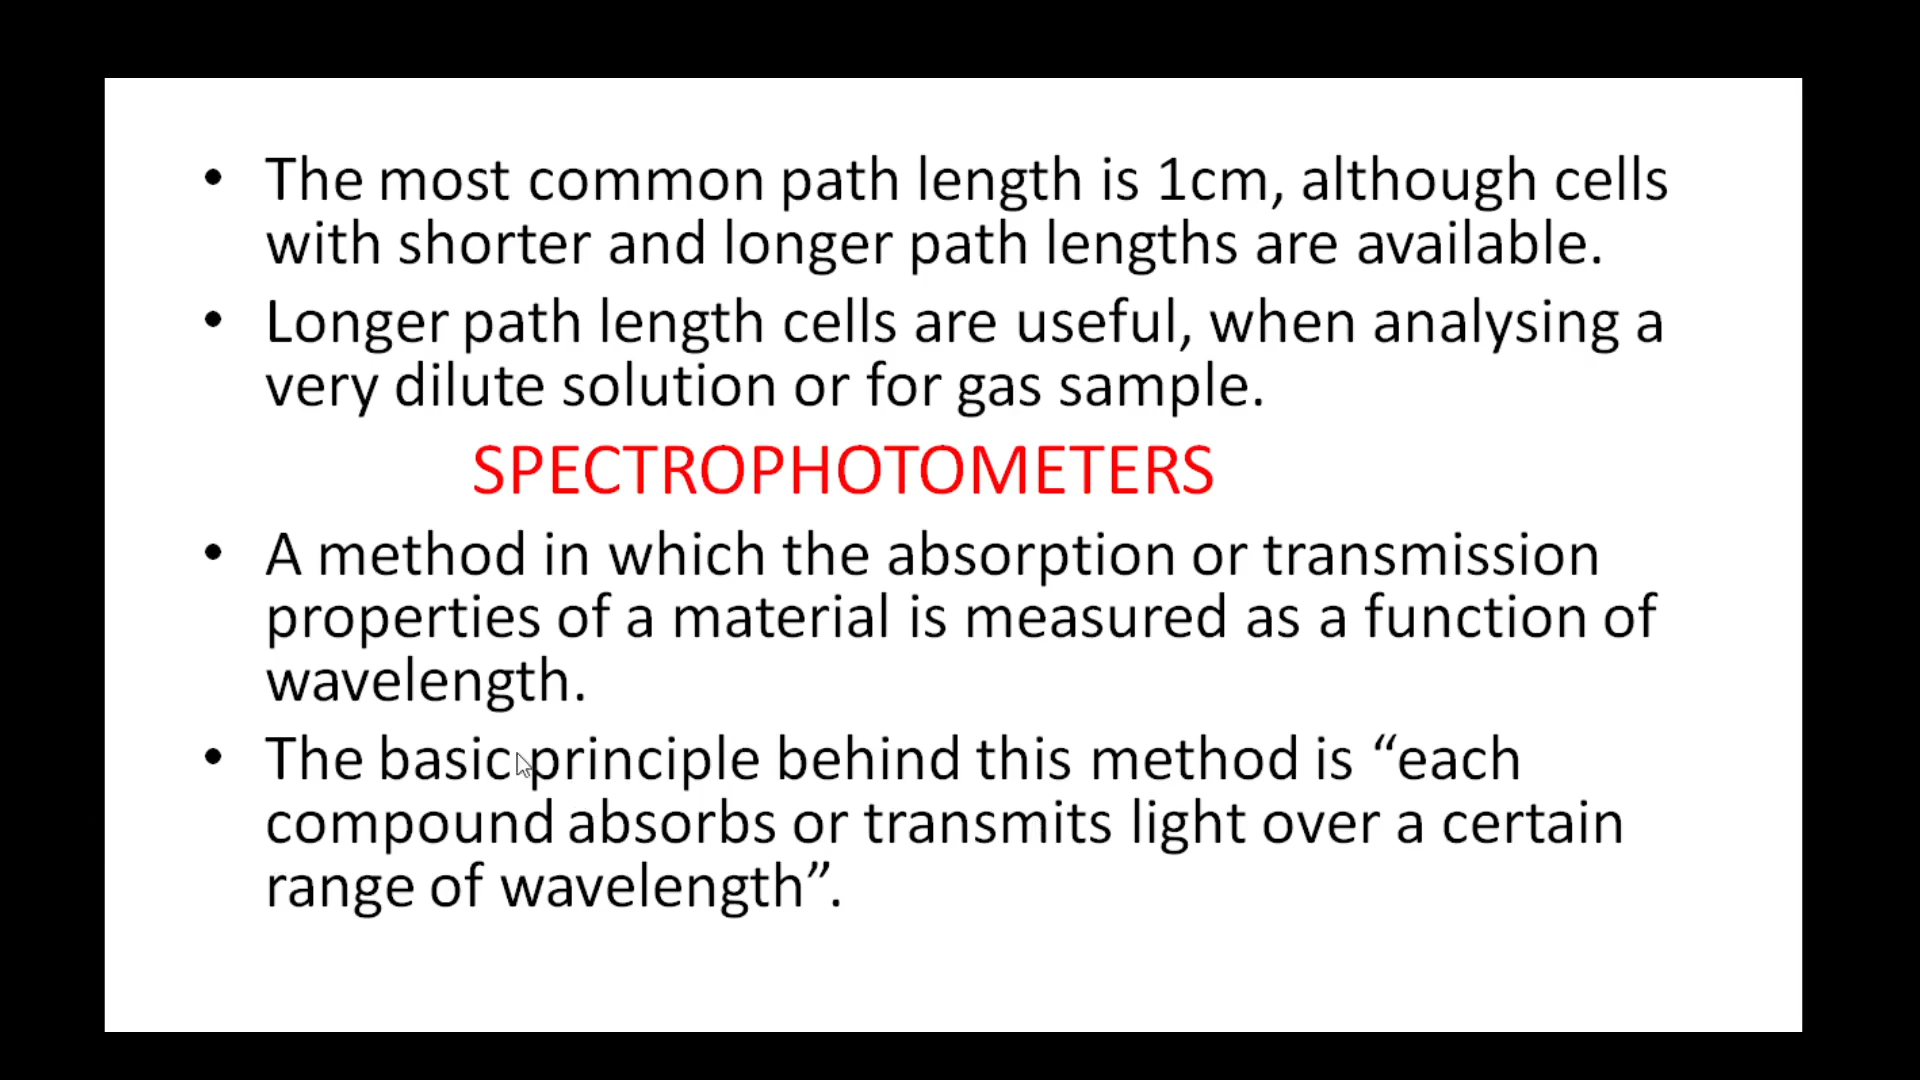 • The most common path length is 1cm, although cells
with shorter and longer path lengths are available.
• Longer path length cells are useful, when analysing a
very dilute solution or for gas sample.
SPECTROPHOTOMETERS
• A method in which the absorption or transmission
properties of a material is measured as a function of
wavelength.
• The basic principle behind this method is “each
compound absorbs or transmits light over a certain
range of wavelength”.